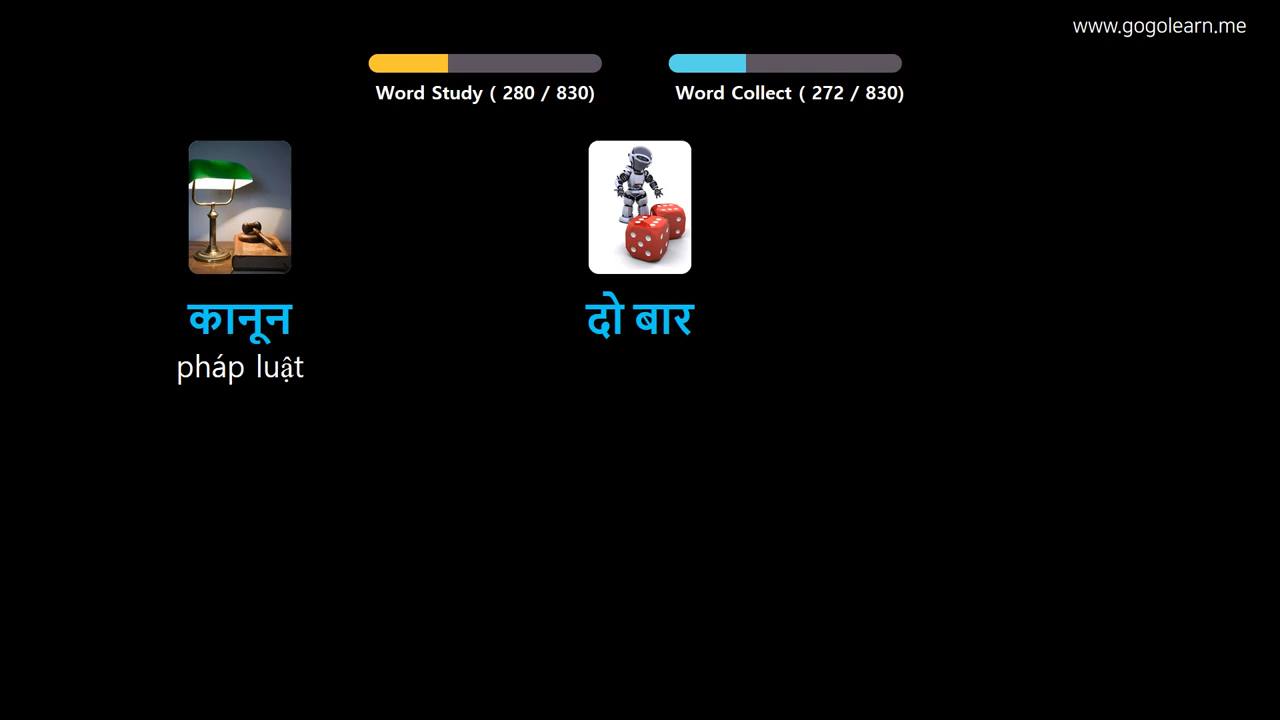 www.gogolearn.me
Word Study ( 280 / 830)
Word Collect ( 272 / 830)
कानून
pháp luật
दो बार